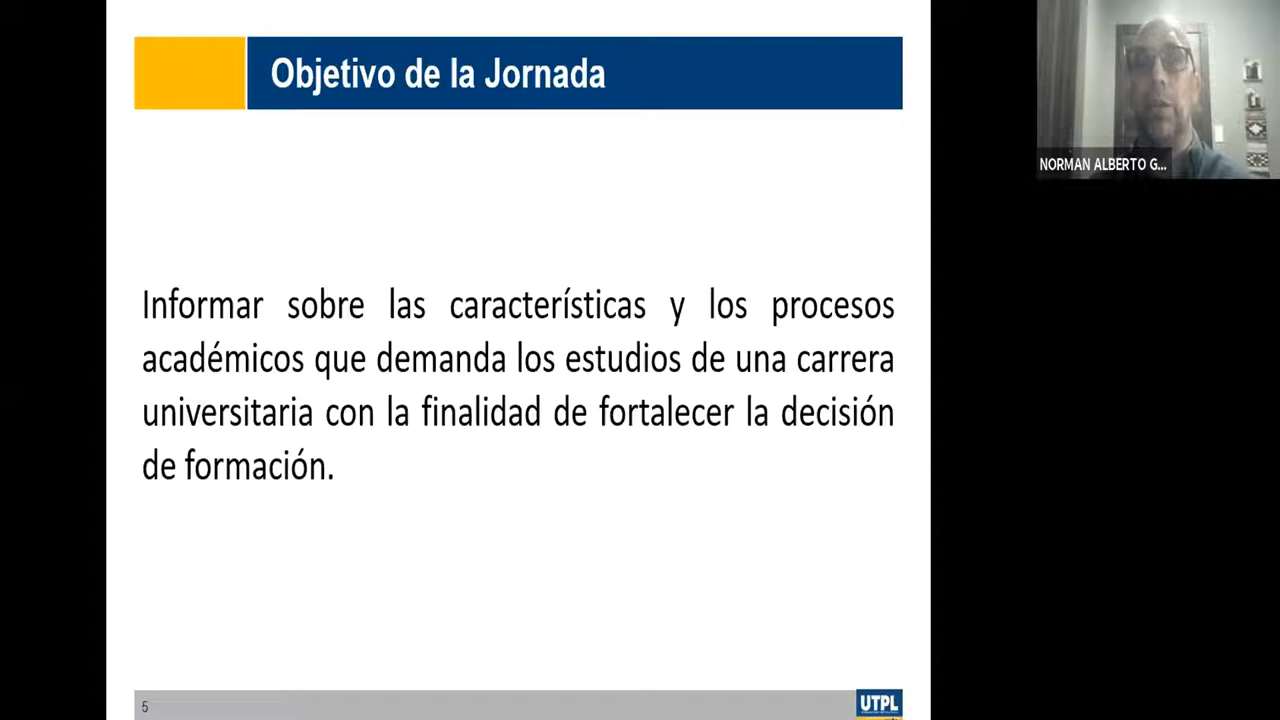 Objetivo de la Jornada
NORMAN ALBERTO G...
Informar sobre las características y los procesos
académicos que demanda los estudios de una carrera
universitaria con la finalidad de fortalecer la decisión
de formación.
5
UTPL